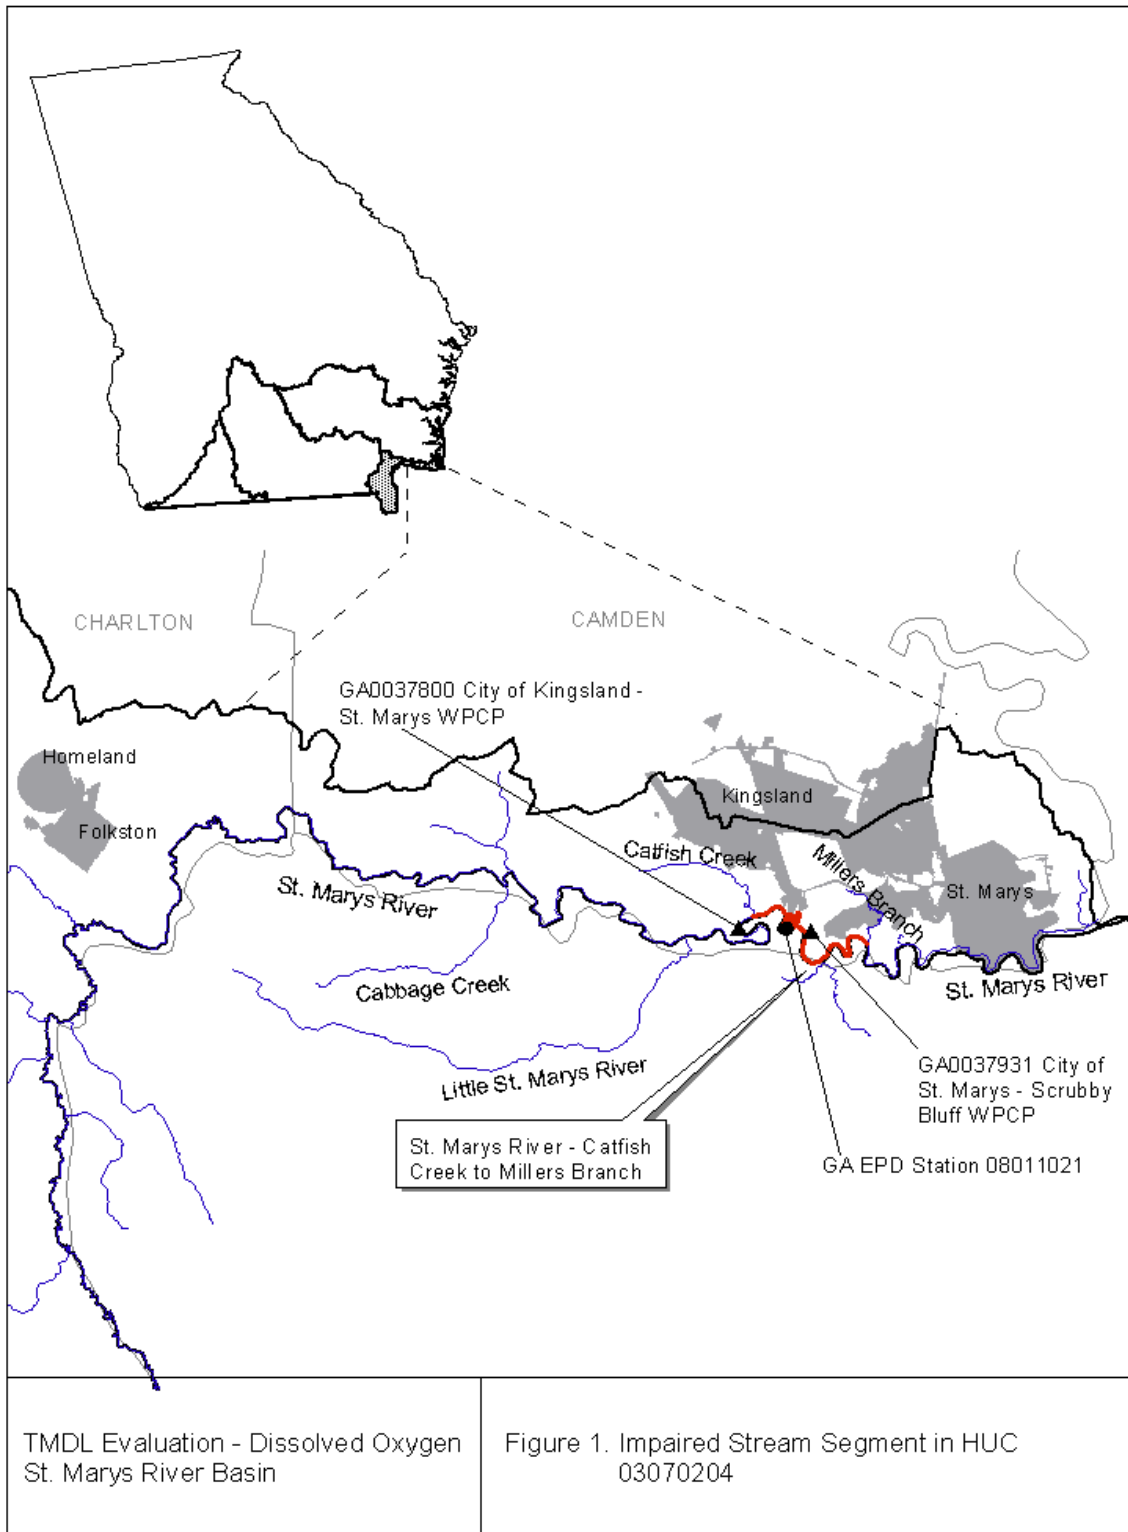 CHARLTON
CAMDEN
GA0037800 City of Kingsland -
St. Marys WPCP
Homeland
Folkston
Kingsland
Catfish Creek
Millers Branch
St. Marys
St. Marys River
Cabbage Creek
St. Marys River
Little St. Marys River
GA0037931 City of
St. Marys - Scrubby
Bluff WPCP
St. Marys River - Catfish
Creek to Millers Branch
GA EPD Station 08011021
TMDL Evaluation - Dissolved Oxygen
St. Marys River Basin
Figure 1. Impaired Stream Segment in HUC
03070204